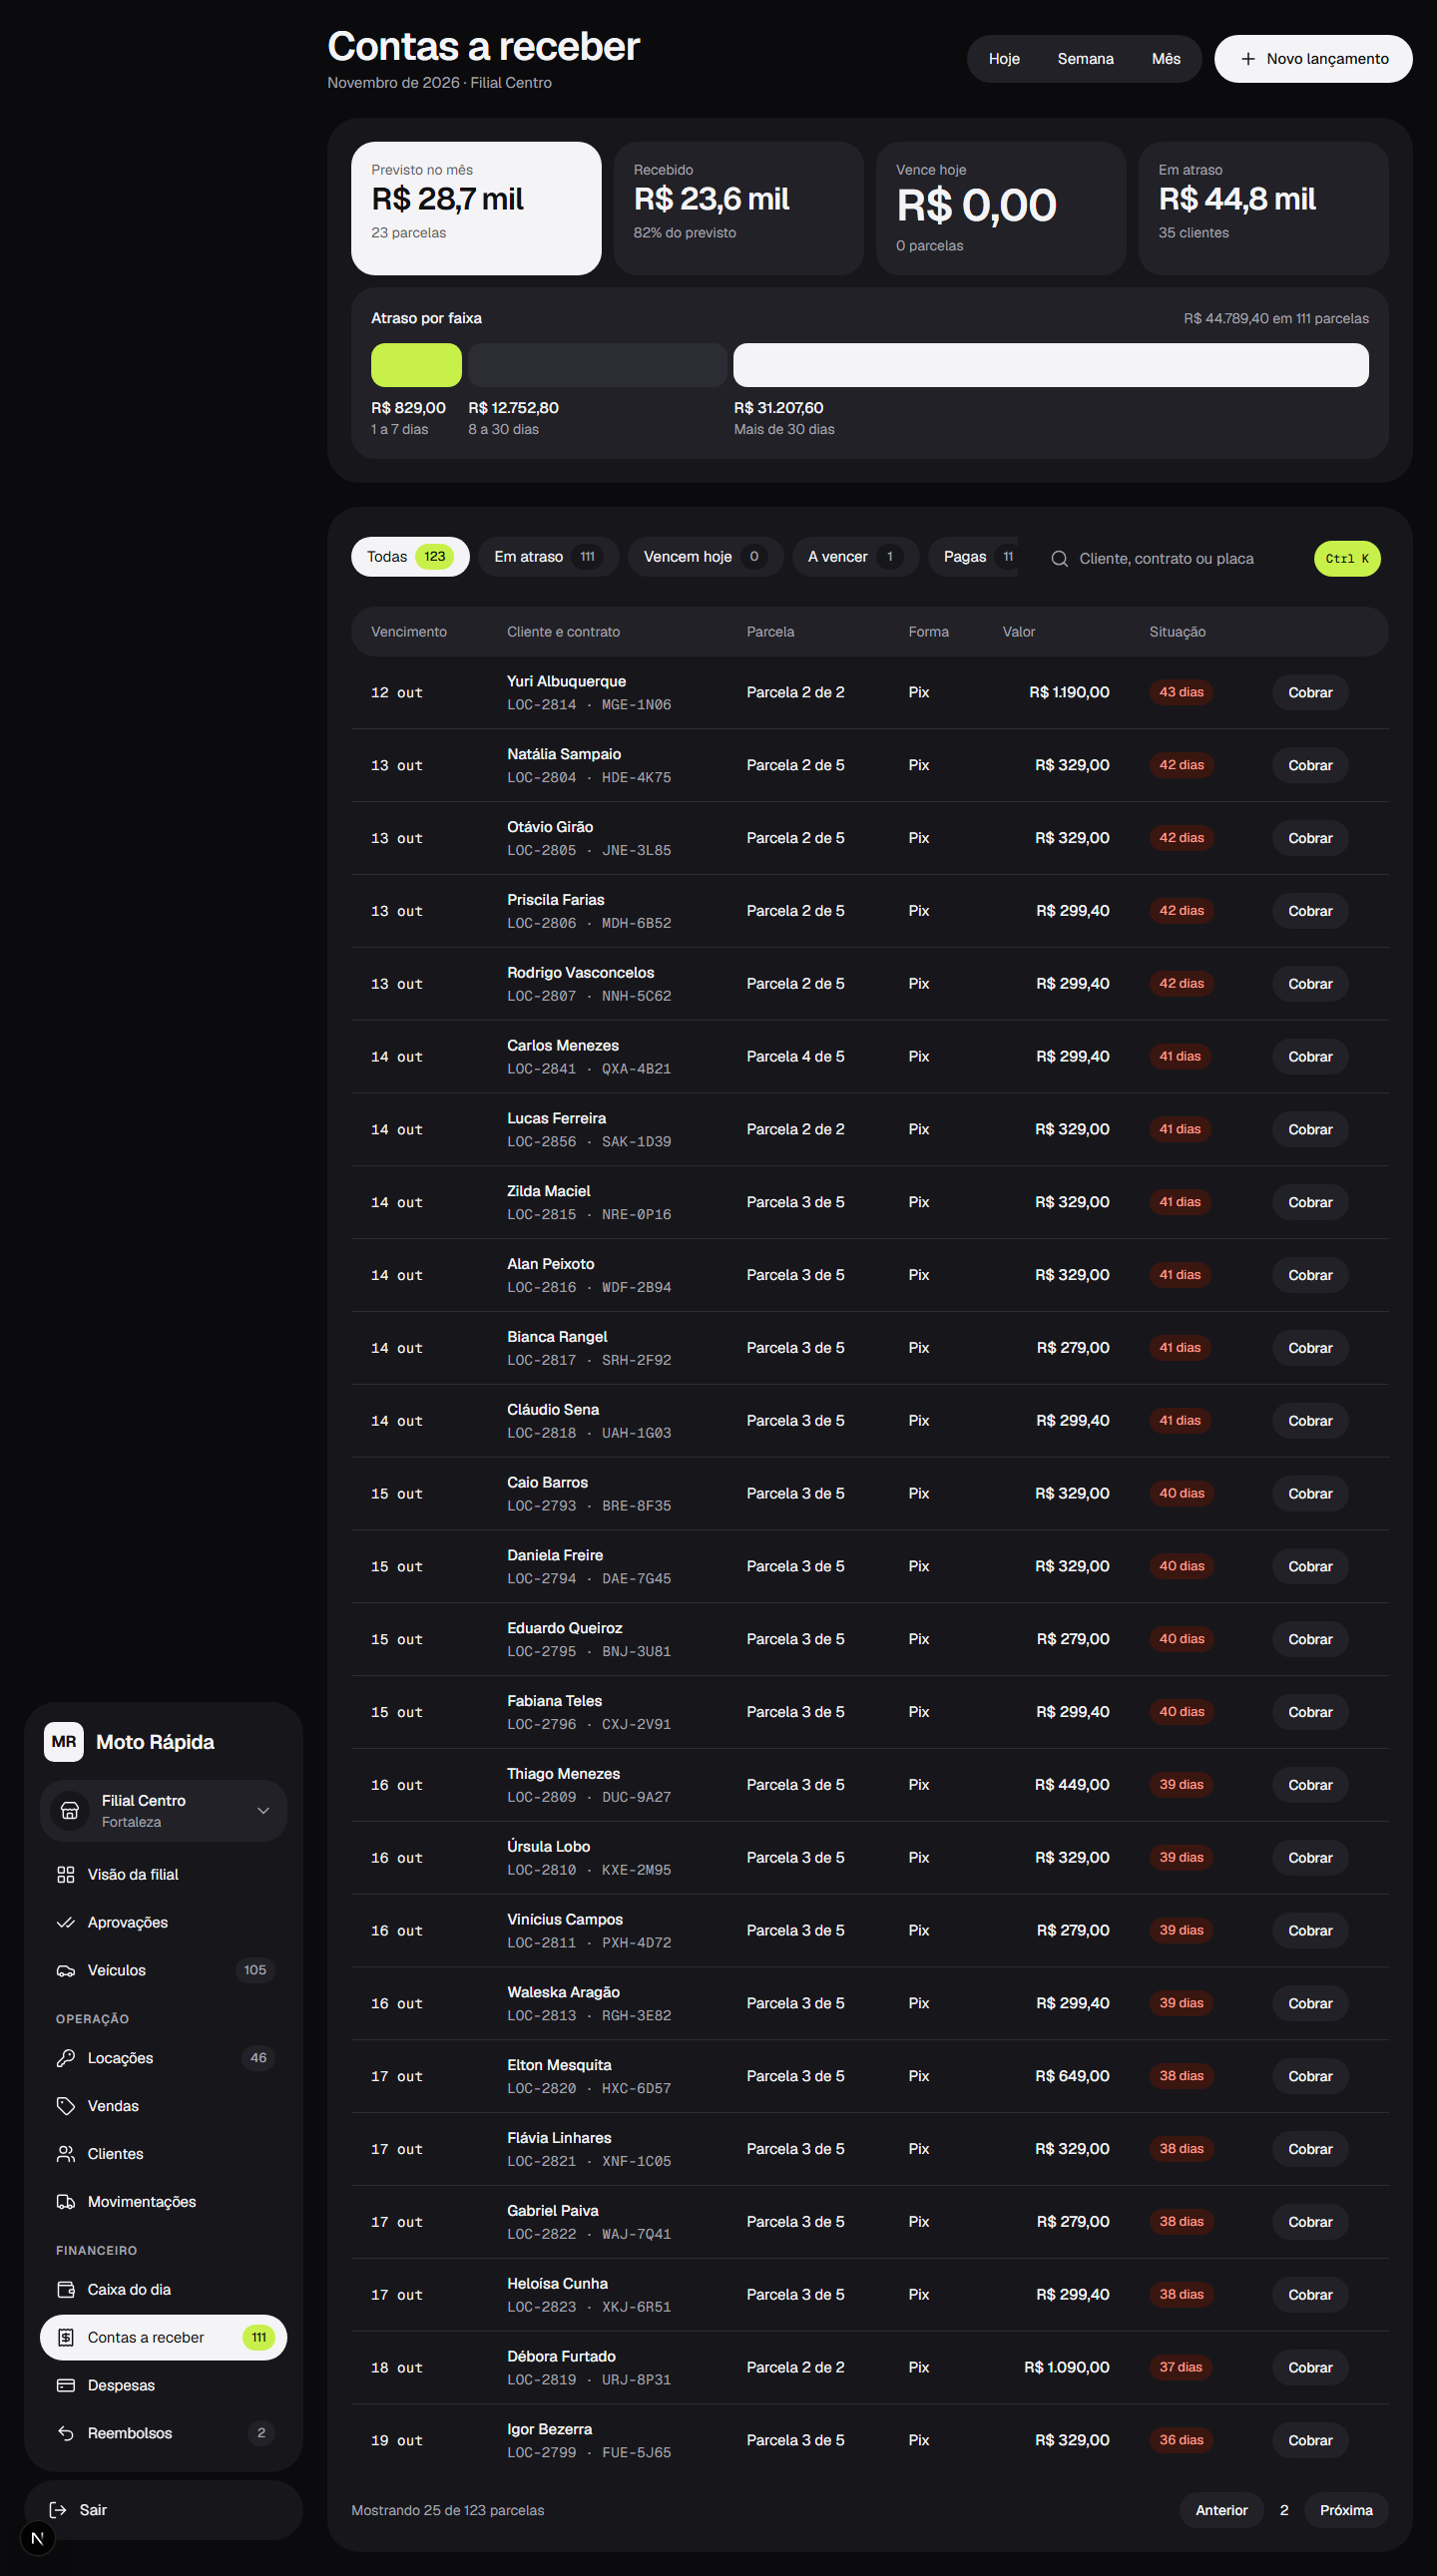 Contas a receber
Novembro de 2026 · Filial Centro
Hoje Semana Mês
Novo lançamento
Previsto no mês
R$ 28,7 mil
23 parcelas
Recebido
R$ 23,6 mil
82% do previsto
Vence hoje
R$ 0,00
0 parcelas
Em atraso
R$ 44,8 mil
35 clientes
Atraso por faixa
R$ 44.789,40 em 111 parcelas
R$ 829,00
1 a 7 dias
R$ 12.752,80
8 a 30 dias
R$ 31.207,60
Mais de 30 dias
Todas 123 Em atraso 111 Vencem hoje 0 A vencer 1 Pagas 11
Cliente, contrato ou placa Ctrl K
Vencimento Cliente e contrato Parcela Forma Valor Situação
12 out Yuri Albuquerque Parcela 2 de 2 Pix R$ 1.190,00 43 dias Cobrar
LOC-2814 · MGE-1N06
13 out Natália Sampaio Parcela 2 de 5 Pix R$ 329,00 42 dias Cobrar
LOC-2804 · HDE-4K75
13 out Otávio Girão Parcela 2 de 5 Pix R$ 329,00 42 dias Cobrar
LOC-2805 · JNE-3L85
13 out Priscila Farias Parcela 2 de 5 Pix R$ 299,40 42 dias Cobrar
LOC-2806 · MDH-6B52
13 out Rodrigo Vasconcelos Parcela 2 de 5 Pix R$ 299,40 42 dias Cobrar
LOC-2807 · NNH-5C62
14 out Carlos Menezes Parcela 4 de 5 Pix R$ 299,40 41 dias Cobrar
LOC-2841 · QXA-4B21
14 out Lucas Ferreira Parcela 2 de 2 Pix R$ 329,00 41 dias Cobrar
LOC-2856 · SAK-1D39
14 out Zilda Maciel Parcela 3 de 5 Pix R$ 329,00 41 dias Cobrar
LOC-2815 · NRE-0P16
14 out Alan Peixoto Parcela 3 de 5 Pix R$ 329,00 41 dias Cobrar
LOC-2816 · WDF-2B94
14 out Bianca Rangel Parcela 3 de 5 Pix R$ 279,00 41 dias Cobrar
LOC-2817 · SRH-2F92
14 out Cláudio Sena Parcela 3 de 5 Pix R$ 299,40 41 dias Cobrar
LOC-2818 · UAH-1G03
15 out Caio Barros Parcela 3 de 5 Pix R$ 329,00 40 dias Cobrar
LOC-2793 · BRE-8F35
15 out Daniela Freire Parcela 3 de 5 Pix R$ 329,00 40 dias Cobrar
LOC-2794 · DAE-7G45
15 out Eduardo Queiroz Parcela 3 de 5 Pix R$ 279,00 40 dias Cobrar
LOC-2795 · BNJ-3U81
15 out Fabiana Teles Parcela 3 de 5 Pix R$ 299,40 40 dias Cobrar
LOC-2796 · CXJ-2V91
16 out Thiago Menezes Parcela 3 de 5 Pix R$ 449,00 39 dias Cobrar
LOC-2809 · DUC-9A27
16 out Úrsula Lobo Parcela 3 de 5 Pix R$ 329,00 39 dias Cobrar
LOC-2810 · KXE-2M95
16 out Vinícius Campos Parcela 3 de 5 Pix R$ 279,00 39 dias Cobrar
LOC-2811 · PXH-4D72
16 out Waleska Aragão Parcela 3 de 5 Pix R$ 299,40 39 dias Cobrar
LOC-2813 · RGH-3E82
17 out Elton Mesquita Parcela 3 de 5 Pix R$ 649,00 38 dias Cobrar
LOC-2820 · HXC-6D57
17 out Flávia Linhares Parcela 3 de 5 Pix R$ 329,00 38 dias Cobrar
LOC-2821 · XNF-1C05
17 out Gabriel Paiva Parcela 3 de 5 Pix R$ 279,00 38 dias Cobrar
LOC-2822 · WAJ-7Q41
17 out Heloísa Cunha Parcela 3 de 5 Pix R$ 299,40 38 dias Cobrar
LOC-2823 · XKJ-6R51
18 out Débora Furtado Parcela 2 de 2 Pix R$ 1.090,00 37 dias Cobrar
LOC-2819 · URJ-8P31
19 out Igor Bezerra Parcela 3 de 5 Pix R$ 329,00 36 dias Cobrar
LOC-2799 · FUE-5J65
Mostrando 25 de 123 parcelas
Anterior 2 Próxima
MR Moto Rápida
Filial Centro
Fortaleza
Visão da filial
Aprovações
Veículos 105
OPERAÇÃO
Locações 46
Vendas
Clientes
Movimentações
FINANCEIRO
Caixa do dia
Contas a receber 111
Despesas
Reembolsos 2
Sair
N